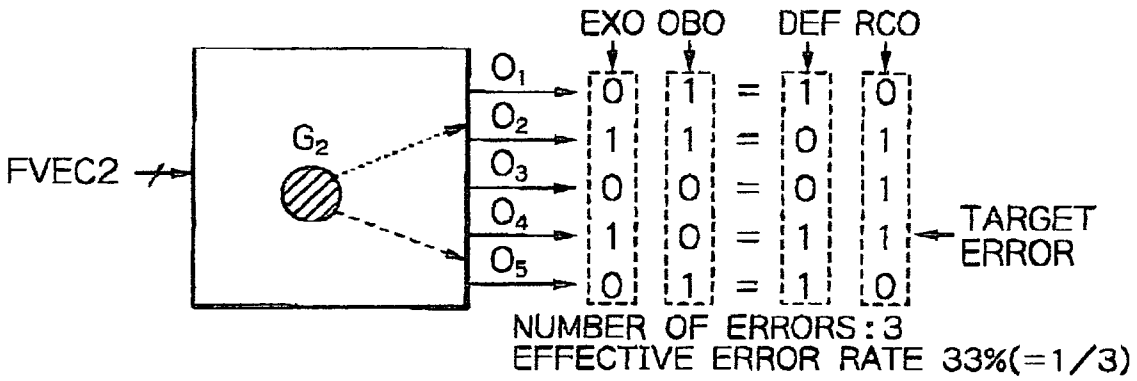 EXO OBO DEF RCO
O1 0 1 = 1 0
O2 1 1 = 0 1
G2
O3 0 0 = 0 1
FVEC2
O4 1 0 = 1 1
TARGET
ERROR
O5 0 1 = 1 0
NUMBER OF ERRORS : 3
EFFECTIVE ERROR RATE 33%(=1/3)